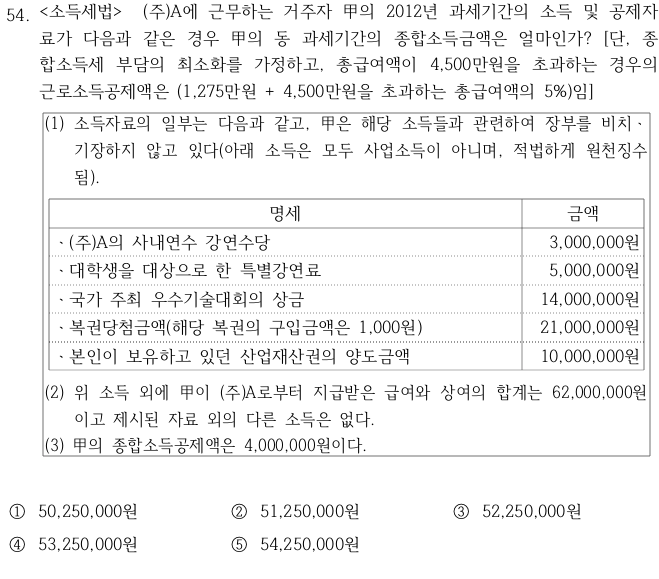 54. <소득세법> (주)A에 근무하는 거주자 甲의 2012년 과세기간의 소득 및 공제자
료가 다음과 같은 경우 甲의 동 과세기간의 종합소득금액은 얼마인가? [단, 종
합소득세 부담의 최소화를 가정하고, 총급여액이 4,500만원을 초과하는 경우의
근로소득공제액은 (1,275만원 + 4,500만원을 초과하는 총급여액의 5%)임]
(1) 소득자료의 일부는 다음과 같고, 甲은 해당 소득들과 관련하여 장부를 비치ㆍ
기장하지 않고 있다(아래 소득은 모두 사업소득이 아니며, 적법하게 원천징수
됨).
명세 금액
ㆍ(주)A의 사내연수 강연수당 3,000,000원
ㆍ대학생을 대상으로 한 특별강연료 5,000,000원
ㆍ국가 주최 우수기술대회의 상금 14,000,000원
ㆍ복권당첨금액(해당 복권의 구입금액은 1,000원) 21,000,000원
ㆍ본인이 보유하고 있던 산업재산권의 양도금액 10,000,000원
(2) 위 소득 외에 甲이 (주)A로부터 지급받은 급여와 상여의 합계는 62,000,000원
이고 제시된 자료 외의 다른 소득은 없다.
(3) 甲의 종합소득공제액은 4,000,000원이다.
① 50,250,000원 ② 51,250,000원 ③ 52,250,000원
④ 53,250,000원 ⑤ 54,250,000원